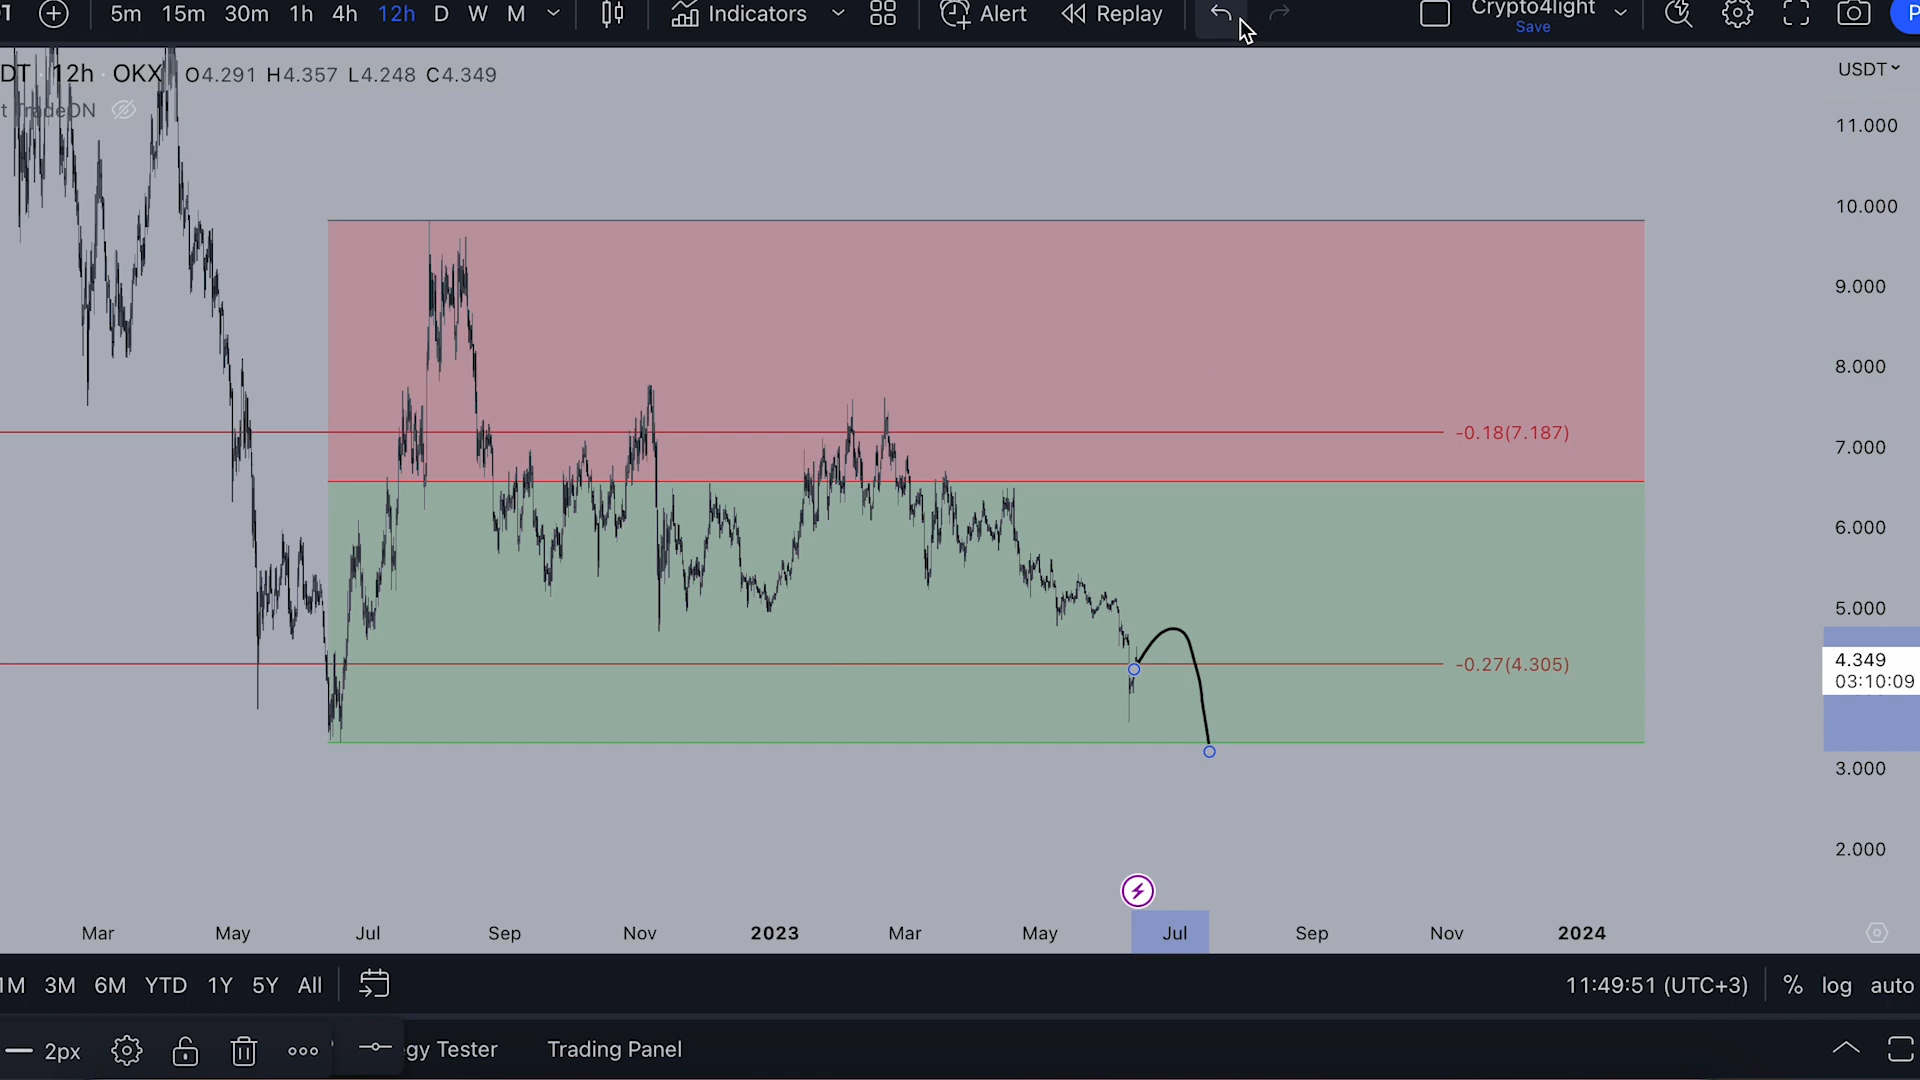 5m 15m 30m 1h 4h 12h D W M Indicators Alert Replay Crypto4light
Save
DT 12h OKX O4.291 H4.357 L4.248 C4.349
USDT
t TradeON
11.000
10.000
9.000
8.000
-0.18(7.187)
7.000
6.000
5.000
-0.27(4.305)
4.349
03:10:09
3.000
2.000
Mar May Jul Sep Nov 2023 Mar May Jul Sep Nov 2024
1M 3M 6M YTD 1Y 5Y All 11:49:51 (UTC+3) % log auto
2px gy Tester Trading Panel